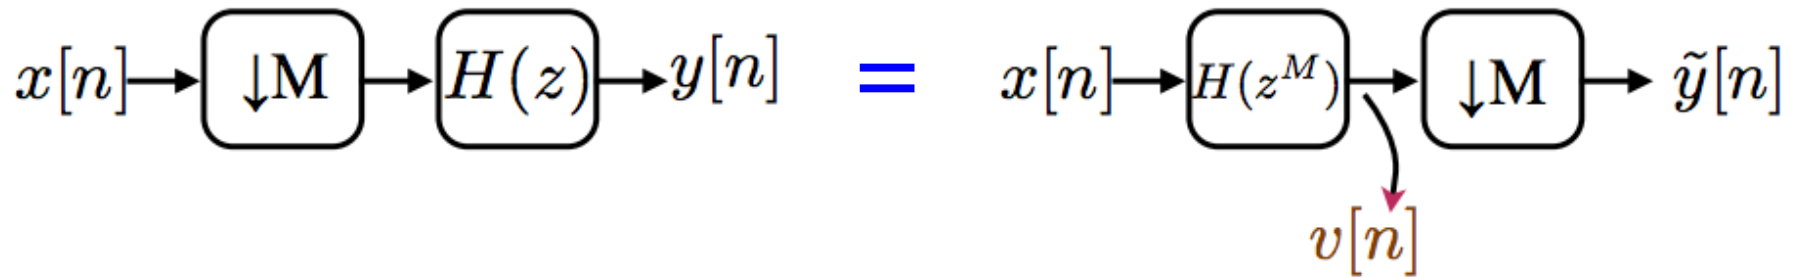 x[n] ↓M H(z) y[n] = x[n] H(z^M) ↓M ỹ[n]
v[n]